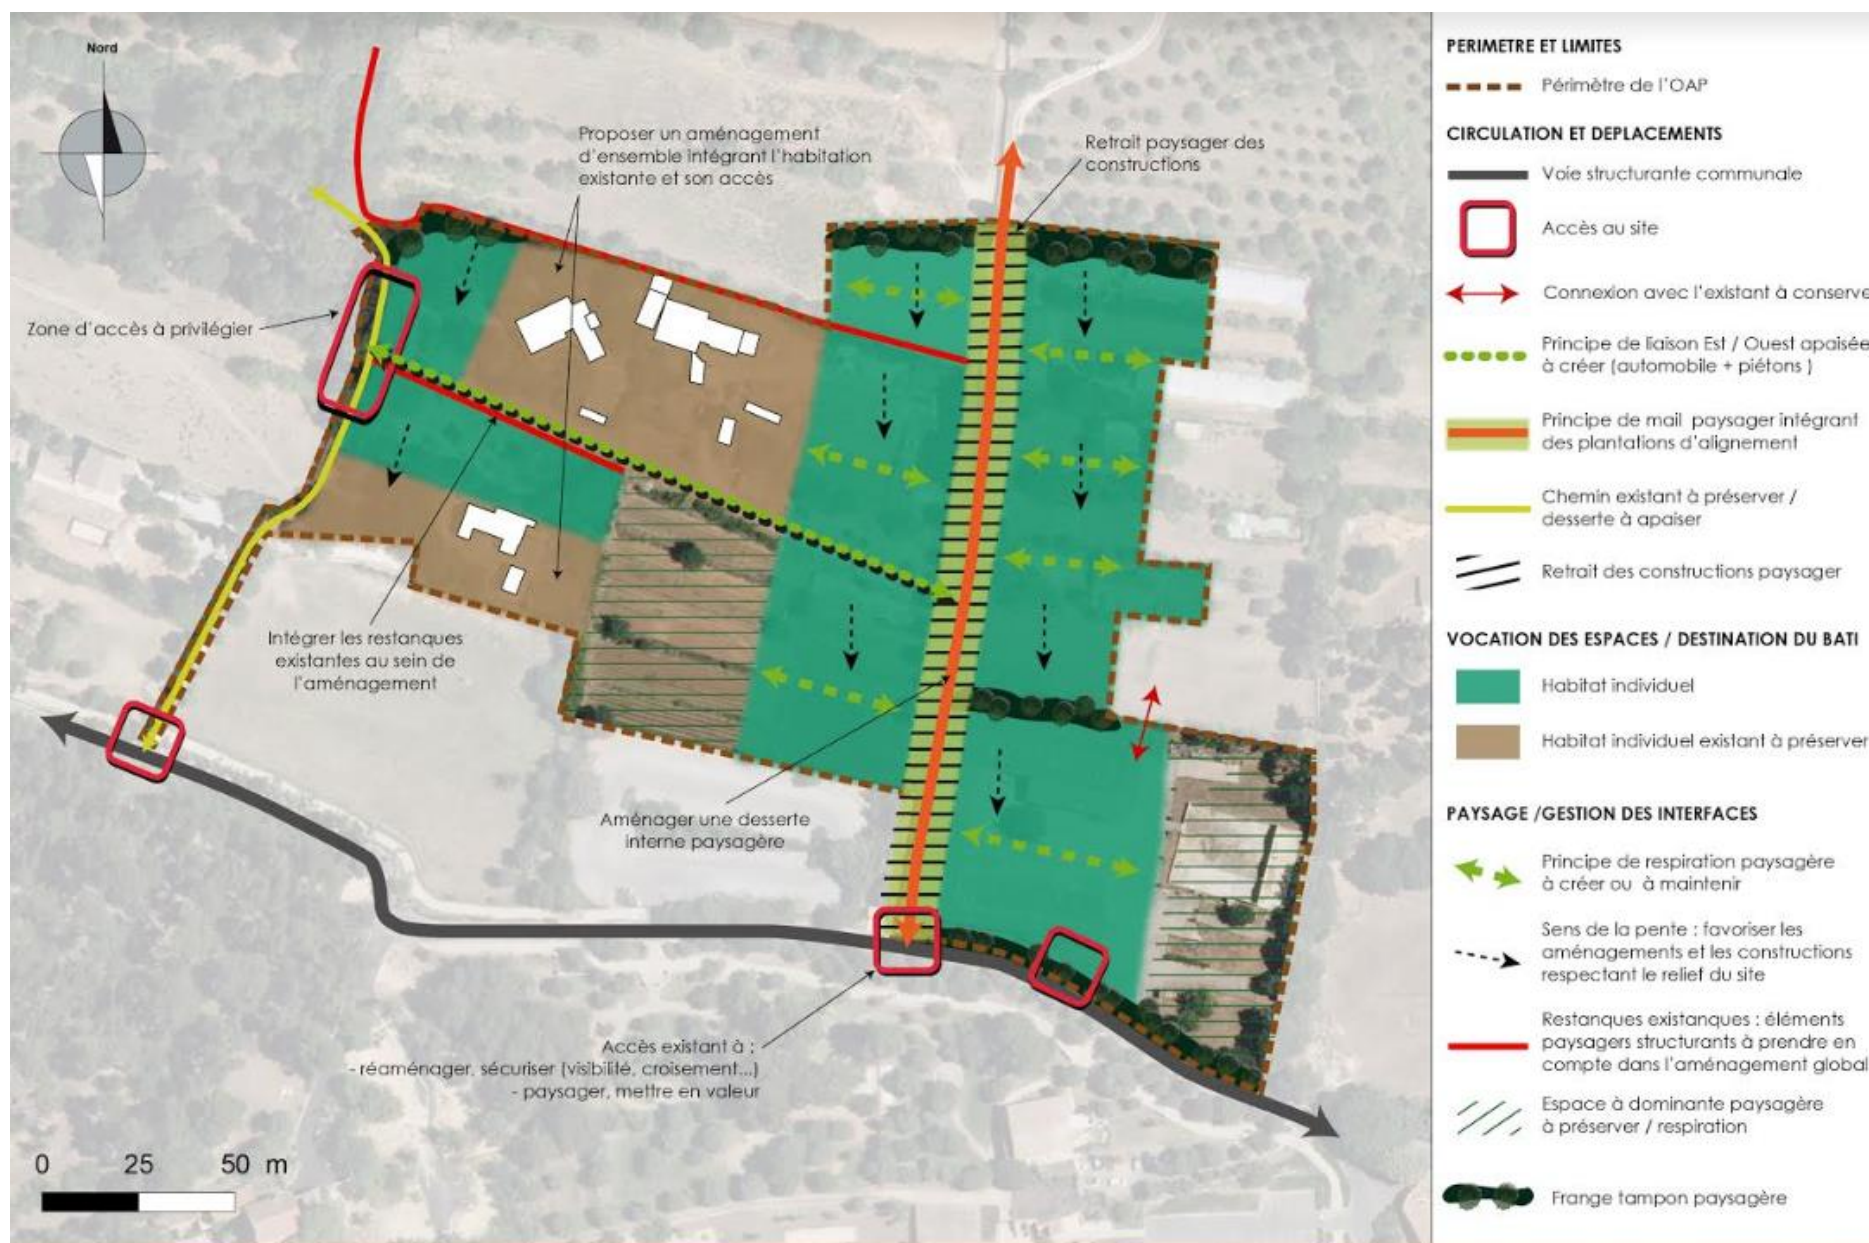 Nord
Proposer un aménagement
d'ensemble intégrant l'habitation
existante et son accès
Retrait paysager des
constructions
Zone d'accès à privilégier
Intégrer les restanques
existantes au sein de
l'aménagement
Aménager une desserte
interne paysagère
Accès existant à :
- réaménager, sécuriser (visibilité, croisement...)
- paysager, mettre en valeur
0 25 50 m
PERIMETRE ET LIMITES
Périmètre de l'OAP
CIRCULATION ET DEPLACEMENTS
Voie structurante communale
Accès au site
Connexion avec l'existant à conserve
Principe de liaison Est / Ouest apaisée
à créer (automobile + piétons )
Principe de mail paysager intégrant
des plantations d'alignement
Chemin existant à préserver /
desserte à apaiser
Retrait des constructions paysager
VOCATION DES ESPACES / DESTINATION DU BATI
Habitat individuel
Habitat individuel existant à préserver
PAYSAGE /GESTION DES INTERFACES
Principe de respiration paysagère
à créer ou à maintenir
Sens de la pente : favoriser les
aménagements et les constructions
respectant le relief du site
Restanques existanques : éléments
paysagers structurants à prendre en
compte dans l'aménagement global
Espace à dominante paysagère
à préserver / respiration
Frange tampon paysagère